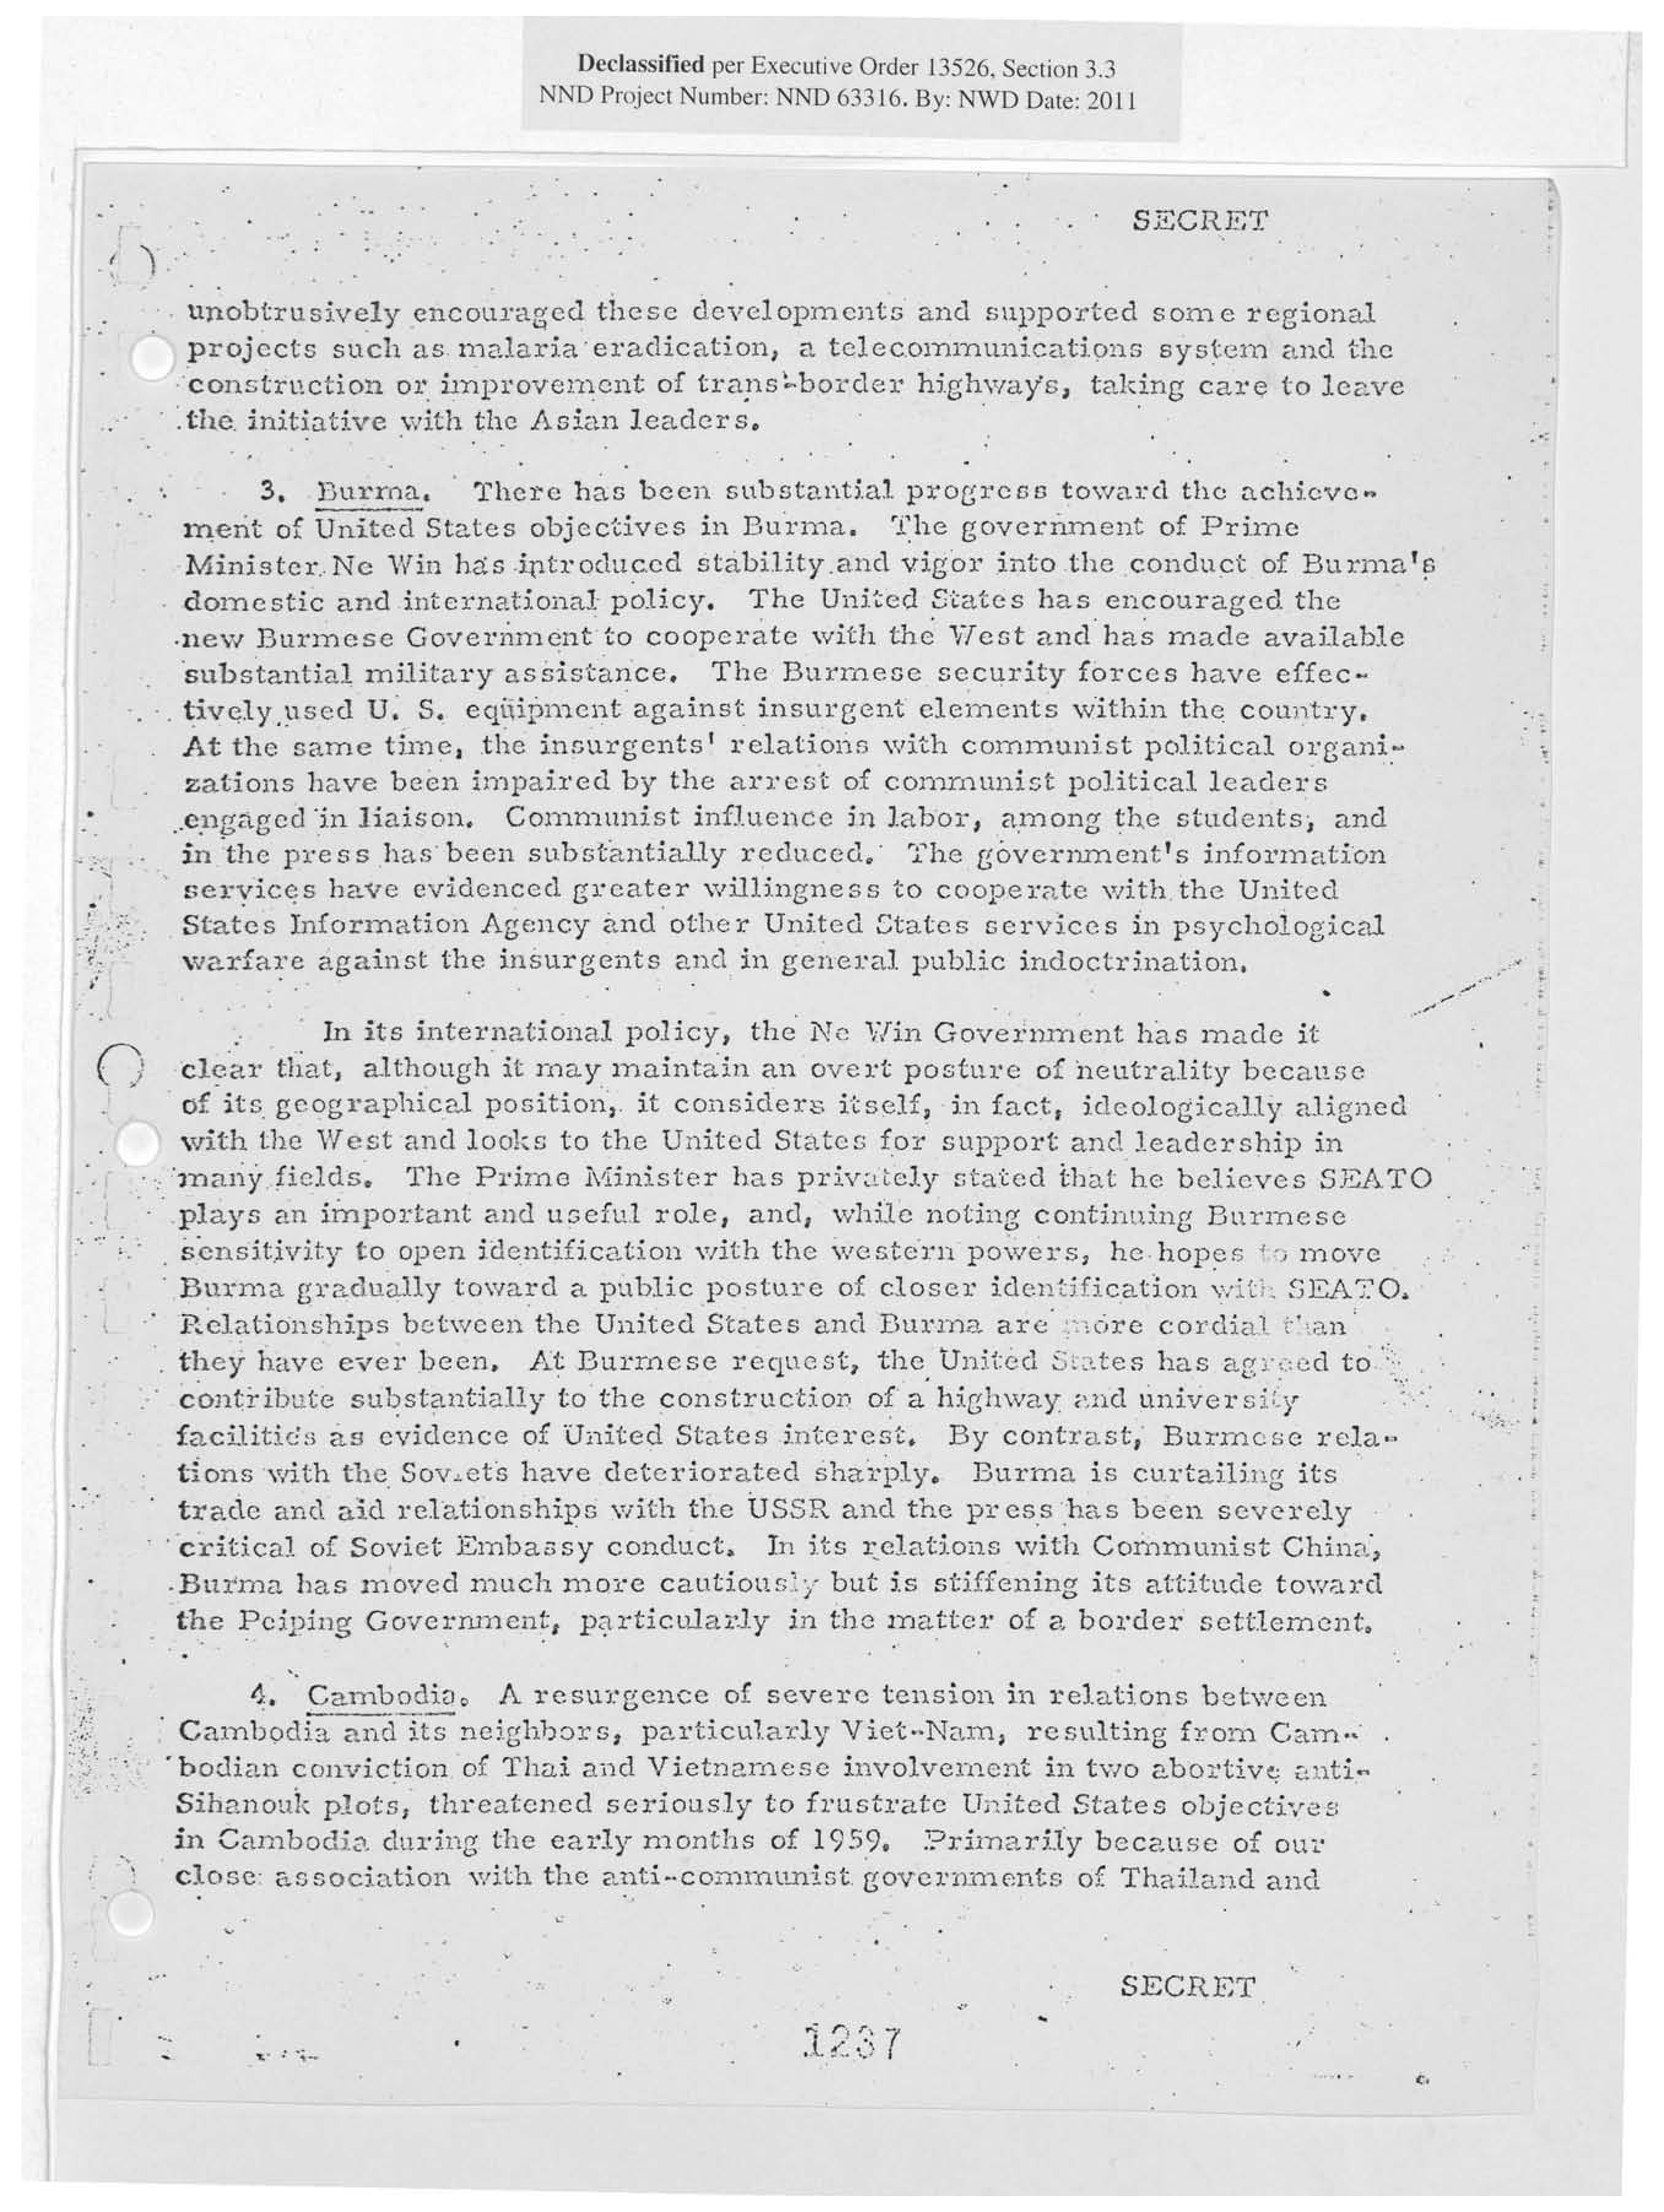 Declassified per Executive Order 13526, Section 3.3
NND Project Number: NND 63316. By: NWD Date: 2011
SECRET
unobtrusively encouraged these developments and supported some regional
projects such as malaria eradication, a telecommunications system and the
construction or improvement of trans-border highways, taking care to leave
the initiative with the Asian leaders.
3. Burma. There has been substantial progress toward the achieve-
ment of United States objectives in Burma. The government of Prime
Minister Ne Win has introduced stability and vigor into the conduct of Burma's
domestic and international policy. The United States has encouraged the
new Burmese Government to cooperate with the West and has made available
substantial military assistance. The Burmese security forces have effec-
tively used U. S. equipment against insurgent elements within the country.
At the same time, the insurgents' relations with communist political organi-
zations have been impaired by the arrest of communist political leaders
engaged in liaison. Communist influence in labor, among the students, and
in the press has been substantially reduced. The government's information
services have evidenced greater willingness to cooperate with the United
States Information Agency and other United States services in psychological
warfare against the insurgents and in general public indoctrination.
In its international policy, the Ne Win Government has made it
clear that, although it may maintain an overt posture of neutrality because
of its geographical position, it considers itself, in fact, ideologically aligned
with the West and looks to the United States for support and leadership in
many fields. The Prime Minister has privately stated that he believes SEATO
plays an important and useful role, and, while noting continuing Burmese
sensitivity to open identification with the western powers, he hopes to move
Burma gradually toward a public posture of closer identification with SEATO.
Relationships between the United States and Burma are more cordial than
they have ever been. At Burmese request, the United States has agreed to
contribute substantially to the construction of a highway and university
facilities as evidence of United States interest. By contrast, Burmese rela-
tions with the Soviets have deteriorated sharply. Burma is curtailing its
trade and aid relationships with the USSR and the press has been severely
critical of Soviet Embassy conduct. In its relations with Communist China,
Burma has moved much more cautiously but is stiffening its attitude toward
the Peiping Government, particularly in the matter of a border settlement.
4. Cambodia. A resurgence of severe tension in relations between
Cambodia and its neighbors, particularly Viet-Nam, resulting from Cam-
bodian conviction of Thai and Vietnamese involvement in two abortive anti-
Sihanouk plots, threatened seriously to frustrate United States objectives
in Cambodia during the early months of 1959. Primarily because of our
close association with the anti-communist governments of Thailand and
SECRET
1237